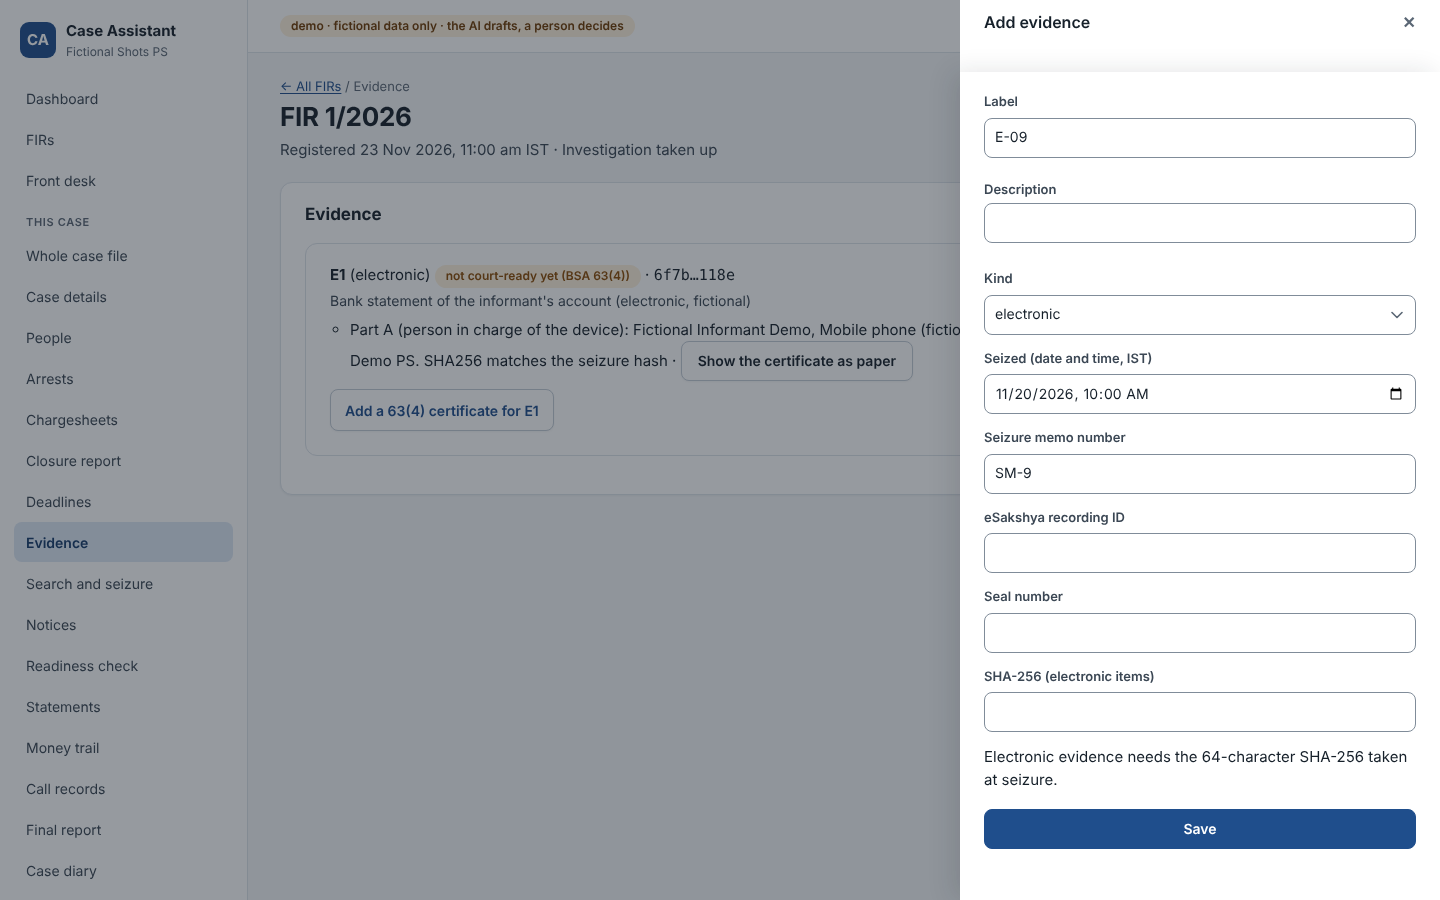 CA
Case Assistant
Fictional Shots PS
Dashboard
FIRs
Front desk
THIS CASE
Whole case file
Case details
People
Arrests
Chargesheets
Closure report
Deadlines
Evidence
Search and seizure
Notices
Readiness check
Statements
Money trail
Call records
Final report
Case diary
demo · fictional data only · the AI drafts, a person decides
← All FIRs / Evidence
FIR 1/2026
Registered 23 Nov 2026, 11:00 am IST · Investigation taken up
Evidence
E1 (electronic) not court-ready yet (BSA 63(4)) · 6f7b…118e
Bank statement of the informant's account (electronic, fictional)
Part A (person in charge of the device): Fictional Informant Demo, Mobile phone (fictio
Demo PS. SHA256 matches the seizure hash · Show the certificate as paper
Add a 63(4) certificate for E1
Add evidence
×
Label
E-09
Description
Kind
electronic
Seized (date and time, IST)
11/20/2026, 10:00 AM
Seizure memo number
SM-9
eSakshya recording ID
Seal number
SHA-256 (electronic items)
Electronic evidence needs the 64-character SHA-256 taken
at seizure.
Save